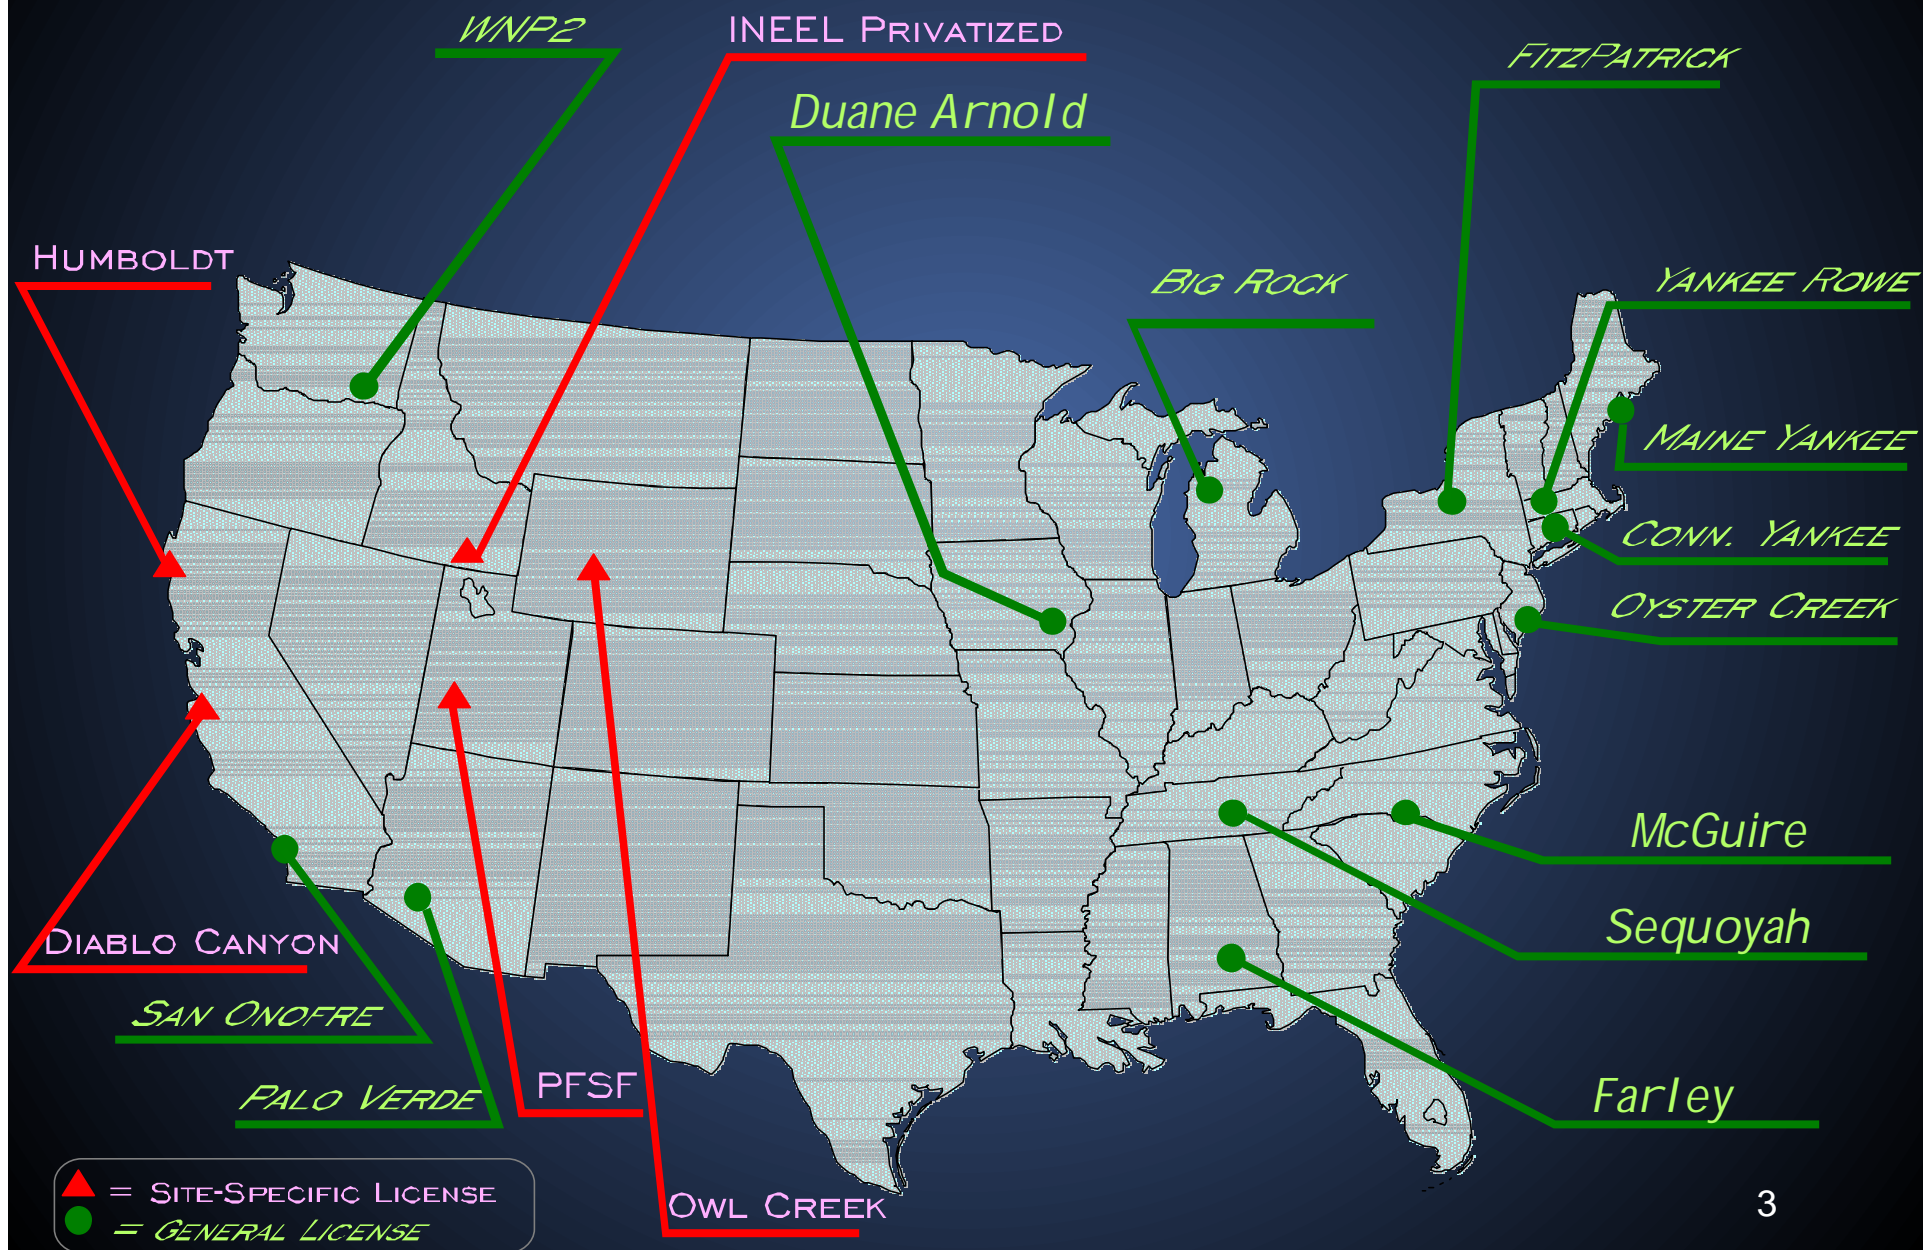 WNP2
INEEL PRIVATIZED
FITZPATRICK
Duane Arnold
HUMBOLDT
BIG ROCK
YANKEE ROWE
MAINE YANKEE
CONN. YANKEE
OYSTER CREEK
McGuire
Sequoyah
DIABLO CANYON
SAN ONOFRE
PALO VERDE
PFSF
Farley
OWL CREEK
= SITE-SPECIFIC LICENSE
= GENERAL LICENSE
3